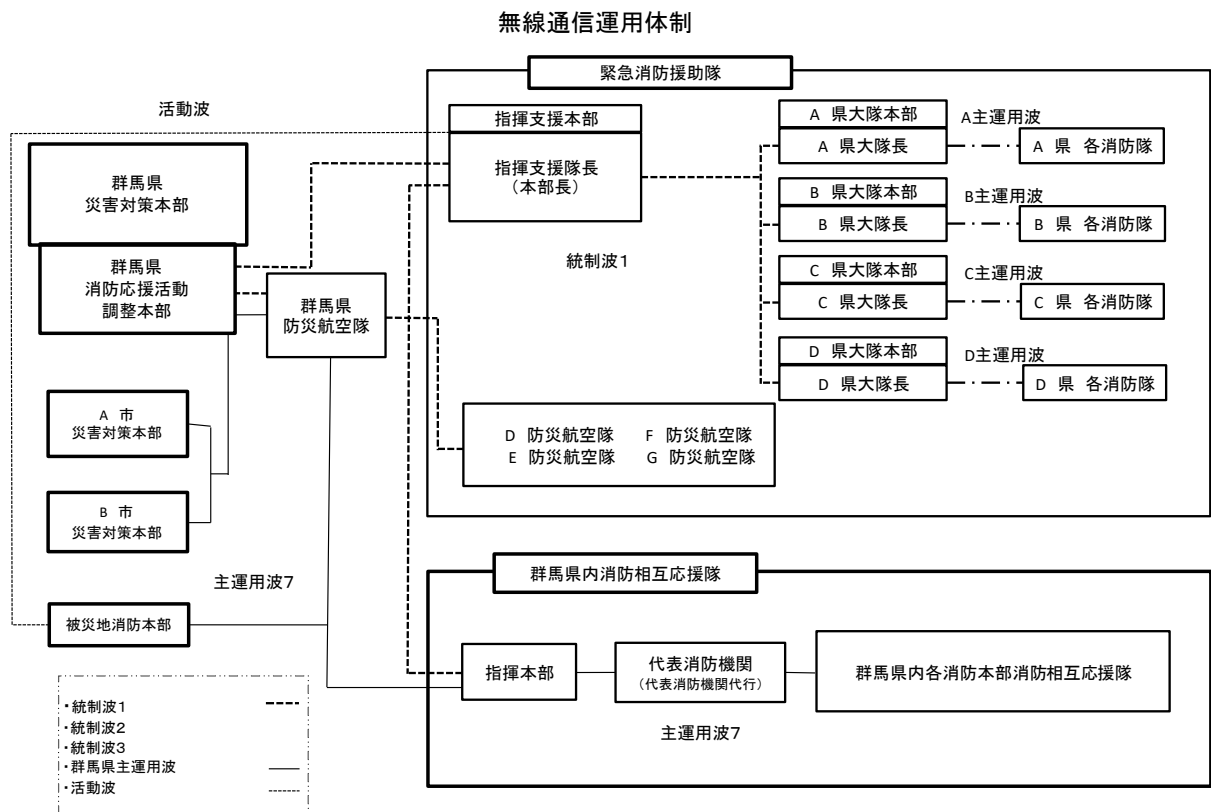 無線通信運用体制
緊急消防援助隊
活動波
指揮支援本部
指揮支援隊長
（本部長）
A 県大隊本部
A 県大隊長
A主運用波
A 県 各消防隊
B 県大隊本部
B 県大隊長
B主運用波
B 県 各消防隊
統制波1
C 県大隊本部
C 県大隊長
C主運用波
C 県 各消防隊
D 県大隊本部
D 県大隊長
D主運用波
D 県 各消防隊
群馬県
災害対策本部
群馬県
消防応援活動
調整本部
群馬県
防災航空隊
D 防災航空隊 F 防災航空隊
E 防災航空隊 G 防災航空隊
A 市
災害対策本部
B 市
災害対策本部
主運用波7
被災地消防本部
群馬県内消防相互応援隊
指揮本部
代表消防機関
（代表消防機関代行）
群馬県内各消防本部消防相互応援隊
主運用波7
・統制波1
・統制波2
・統制波3
・群馬県主運用波
・活動波